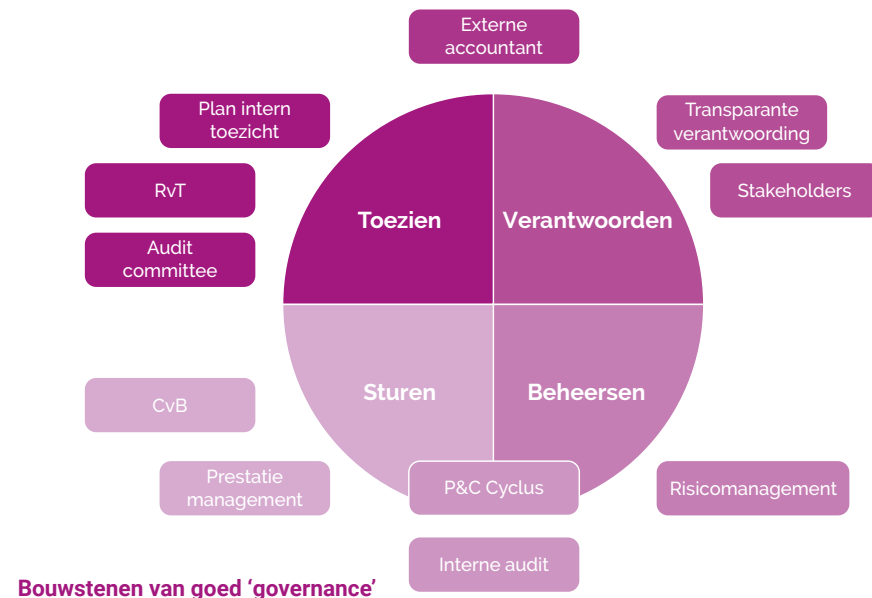 Externe
accountant
Plan intern
toezicht
Transparante
verantwoording
RvT
Stakeholders
Toezien
Verantwoorden
Audit
committee
Sturen
Beheersen
CvB
Prestatie
management
P&C Cyclus
Risicomanagement
Interne audit
Bouwstenen van goed ‘governance’